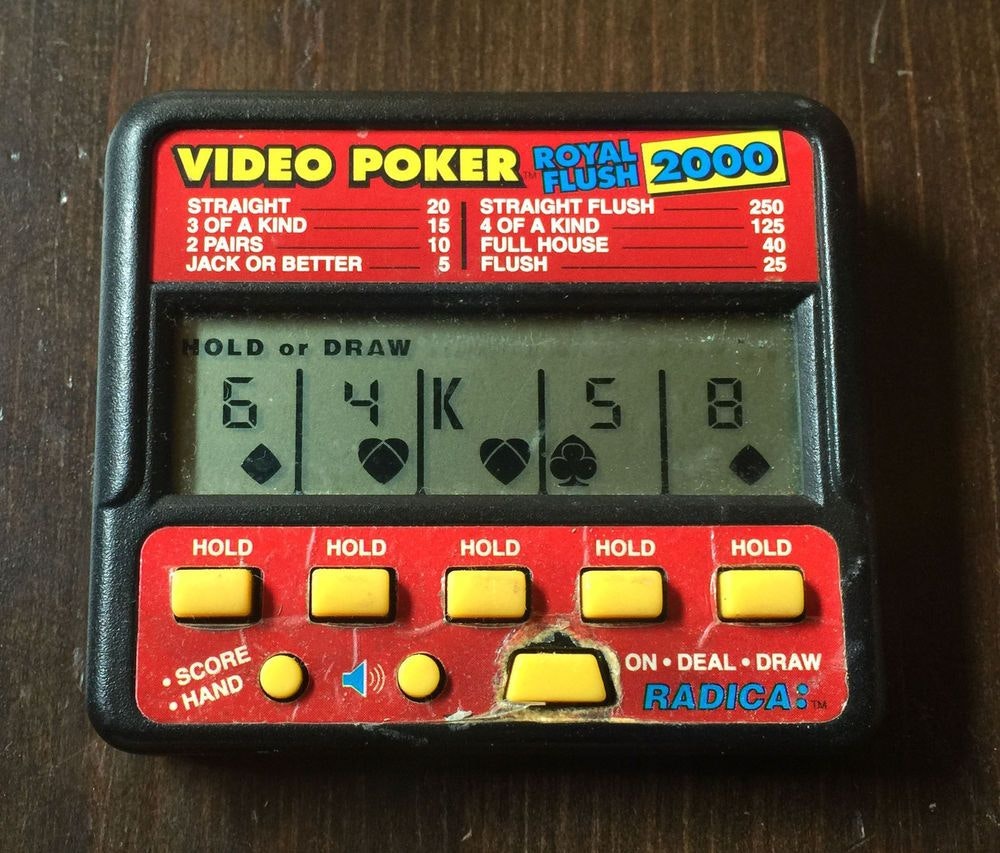 VIDEO POKER™ ROYAL FLUSH 2000
STRAIGHT 20
3 OF A KIND 15
2 PAIRS 10
JACK OR BETTER 5
STRAIGHT FLUSH 250
4 OF A KIND 125
FULL HOUSE 40
FLUSH 25
HOLD or DRAW
6 4 K 5 8
HOLD HOLD HOLD HOLD HOLD
• SCORE
• HAND
ON • DEAL • DRAW
RADICA:™